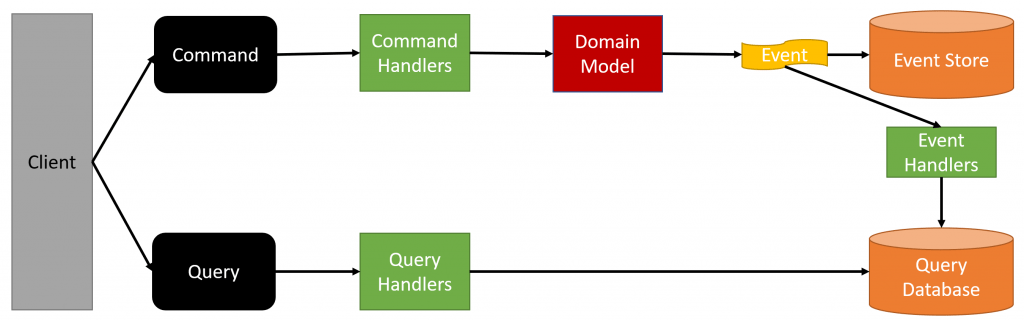 Client
Command
Command
Handlers
Domain
Model
Event
Event Store
Event
Handlers
Query
Query
Handlers
Query
Database